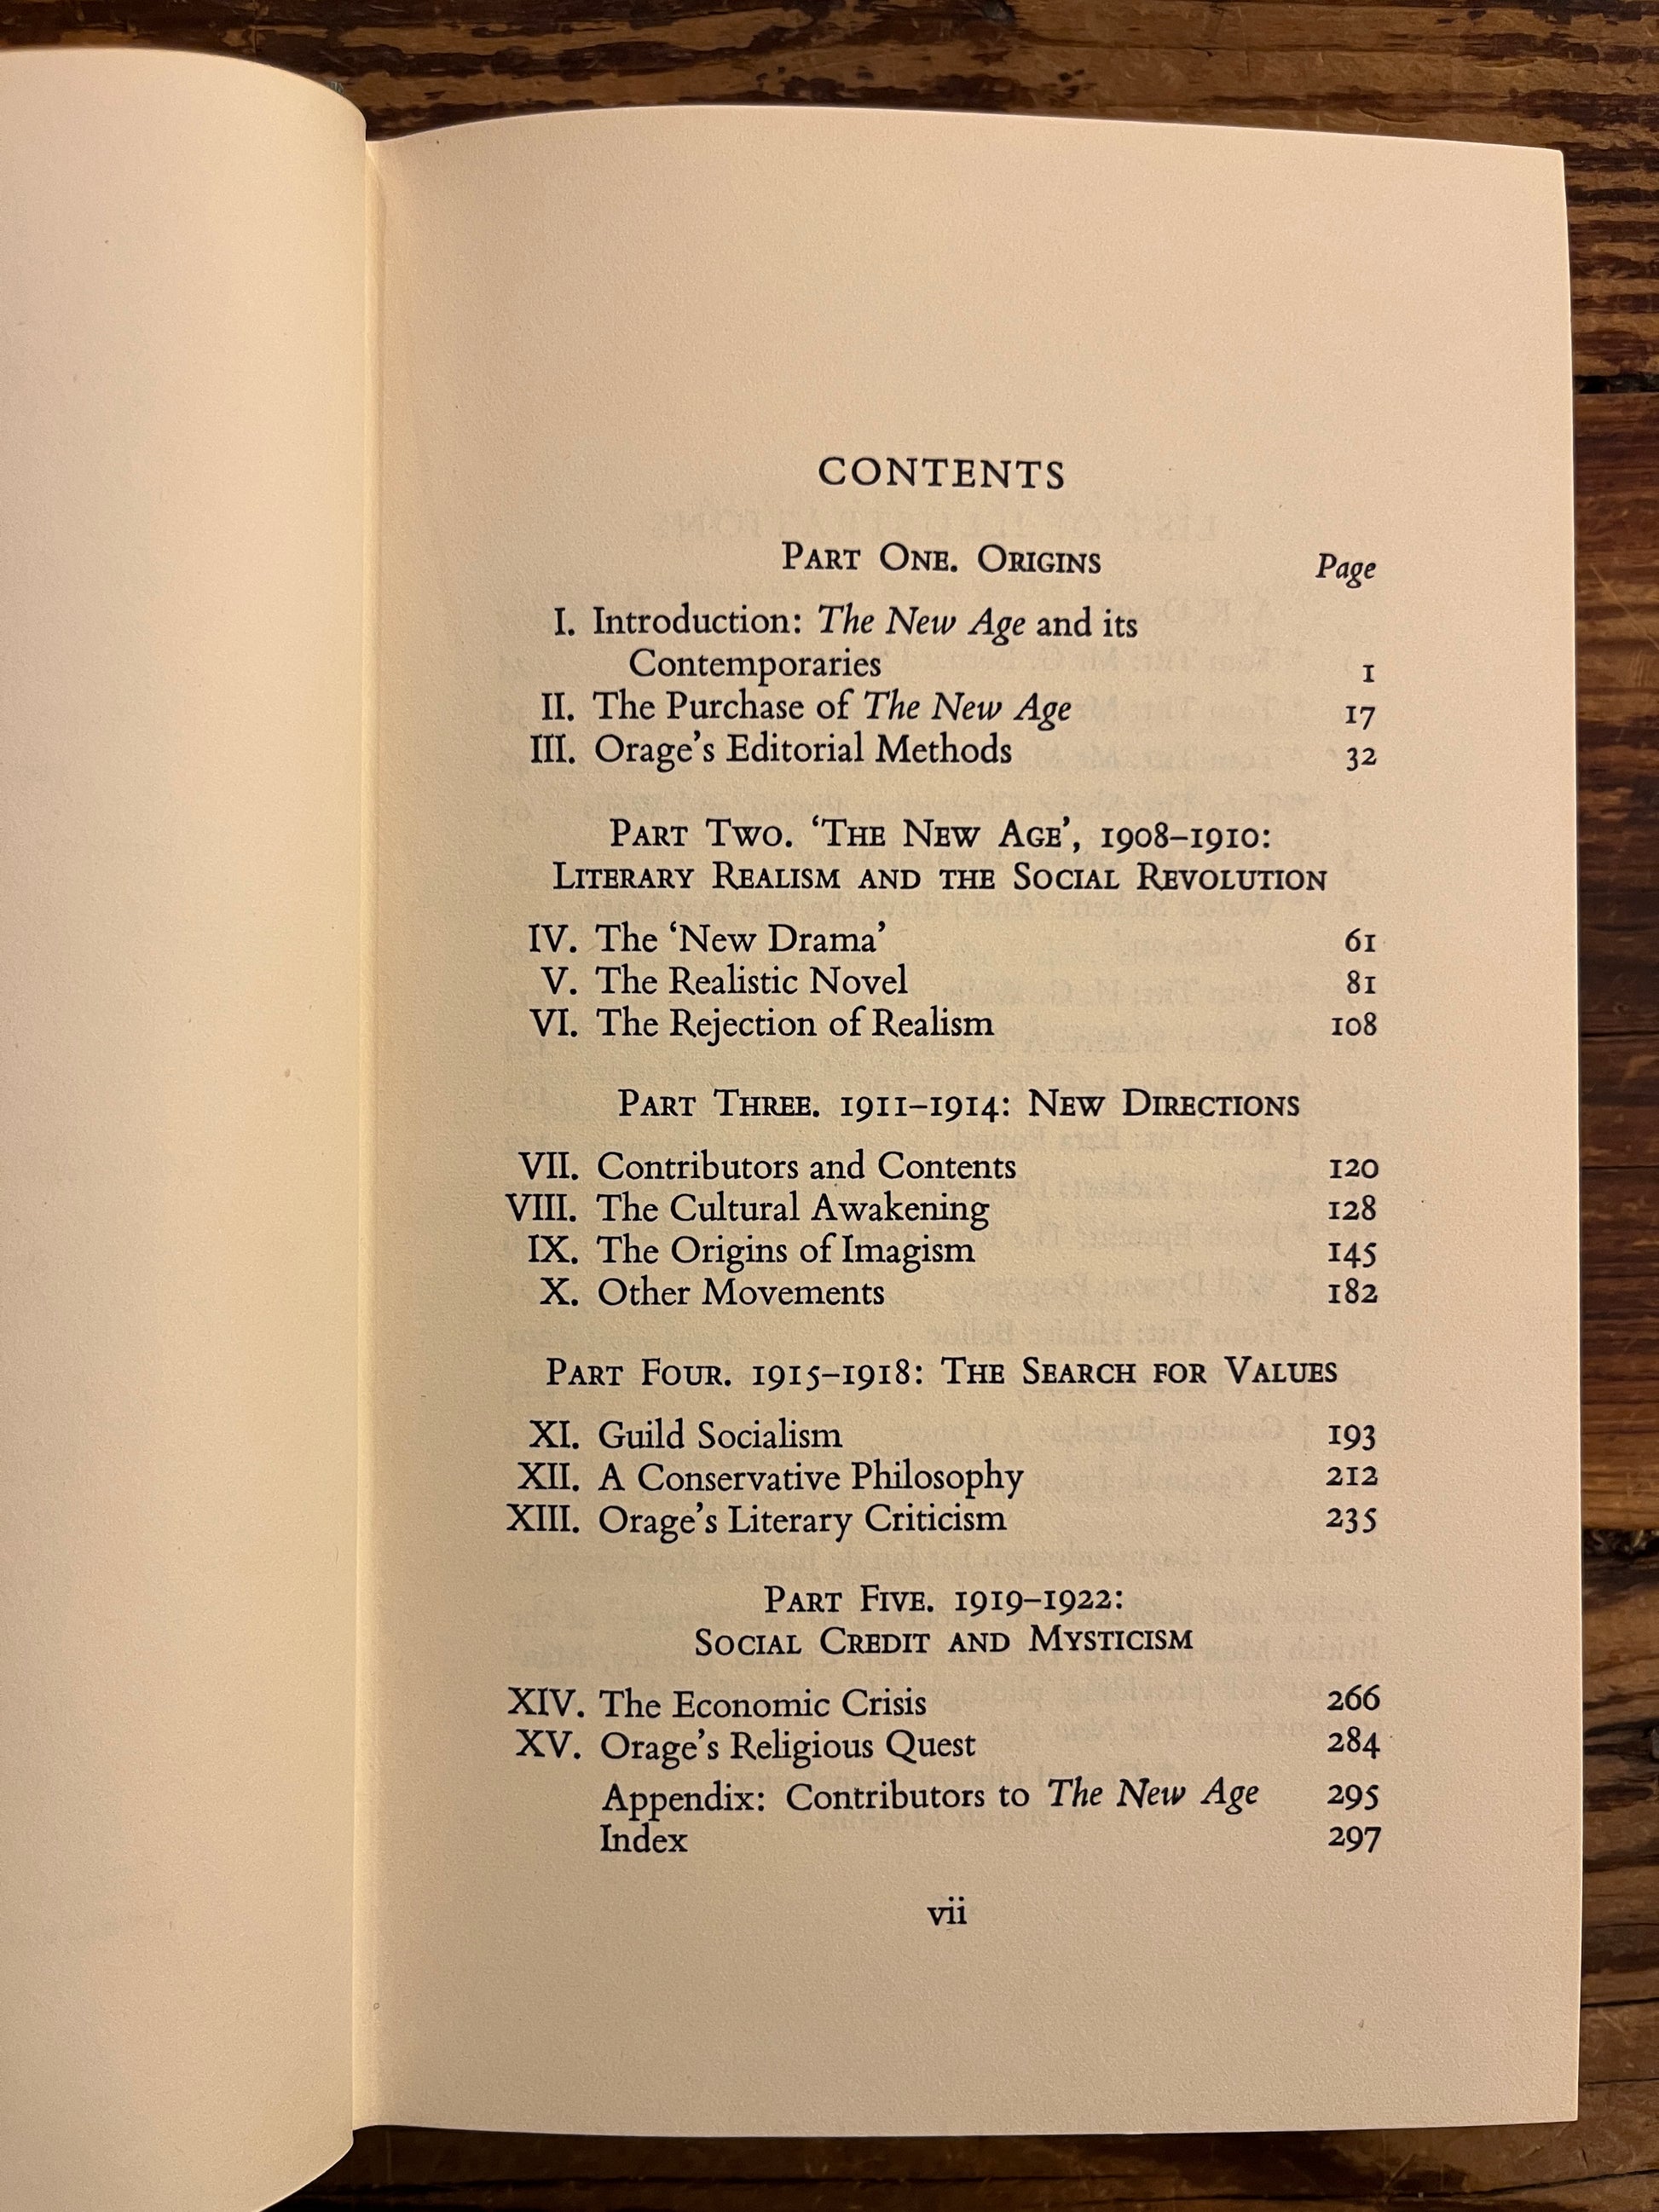 CONTENTS
PART ONE. ORIGINS Page
I. Introduction: The New Age and its
Contemporaries 1
II. The Purchase of The New Age 17
III. Orage's Editorial Methods 32
PART TWO. ‘THE NEW AGE’, 1908–1910:
LITERARY REALISM AND THE SOCIAL REVOLUTION
IV. The ‘New Drama’ 61
V. The Realistic Novel 81
VI. The Rejection of Realism 108
PART THREE. 1911–1914: NEW DIRECTIONS
VII. Contributors and Contents 120
VIII. The Cultural Awakening 128
IX. The Origins of Imagism 145
X. Other Movements 182
PART FOUR. 1915–1918: THE SEARCH FOR VALUES
XI. Guild Socialism 193
XII. A Conservative Philosophy 212
XIII. Orage's Literary Criticism 235
PART FIVE. 1919–1922:
SOCIAL CREDIT AND MYSTICISM
XIV. The Economic Crisis 266
XV. Orage's Religious Quest 284
Appendix: Contributors to The New Age 295
Index 297
vii